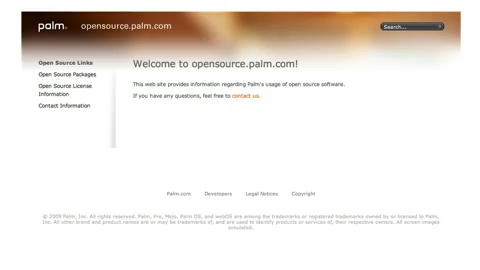 palm. opensource.palm.com
Search...
Open Source Links
Open Source Packages
Open Source License
Information
Contact Information
Welcome to opensource.palm.com!
This web site provides information regarding Palm's usage of open source software.
If you have any questions, feel free to contact us.
Palm.com Developers Legal Notices Copyright
© 2009 Palm, Inc. All rights reserved. Palm, Pre, Mojo, Palm OS, and webOS are among the trademarks or registered trademarks owned by or licensed to Palm,
Inc. All other brand and product names are or may be trademarks of, and are used to identify products or services of, their respective owners. All screen images
simulated.